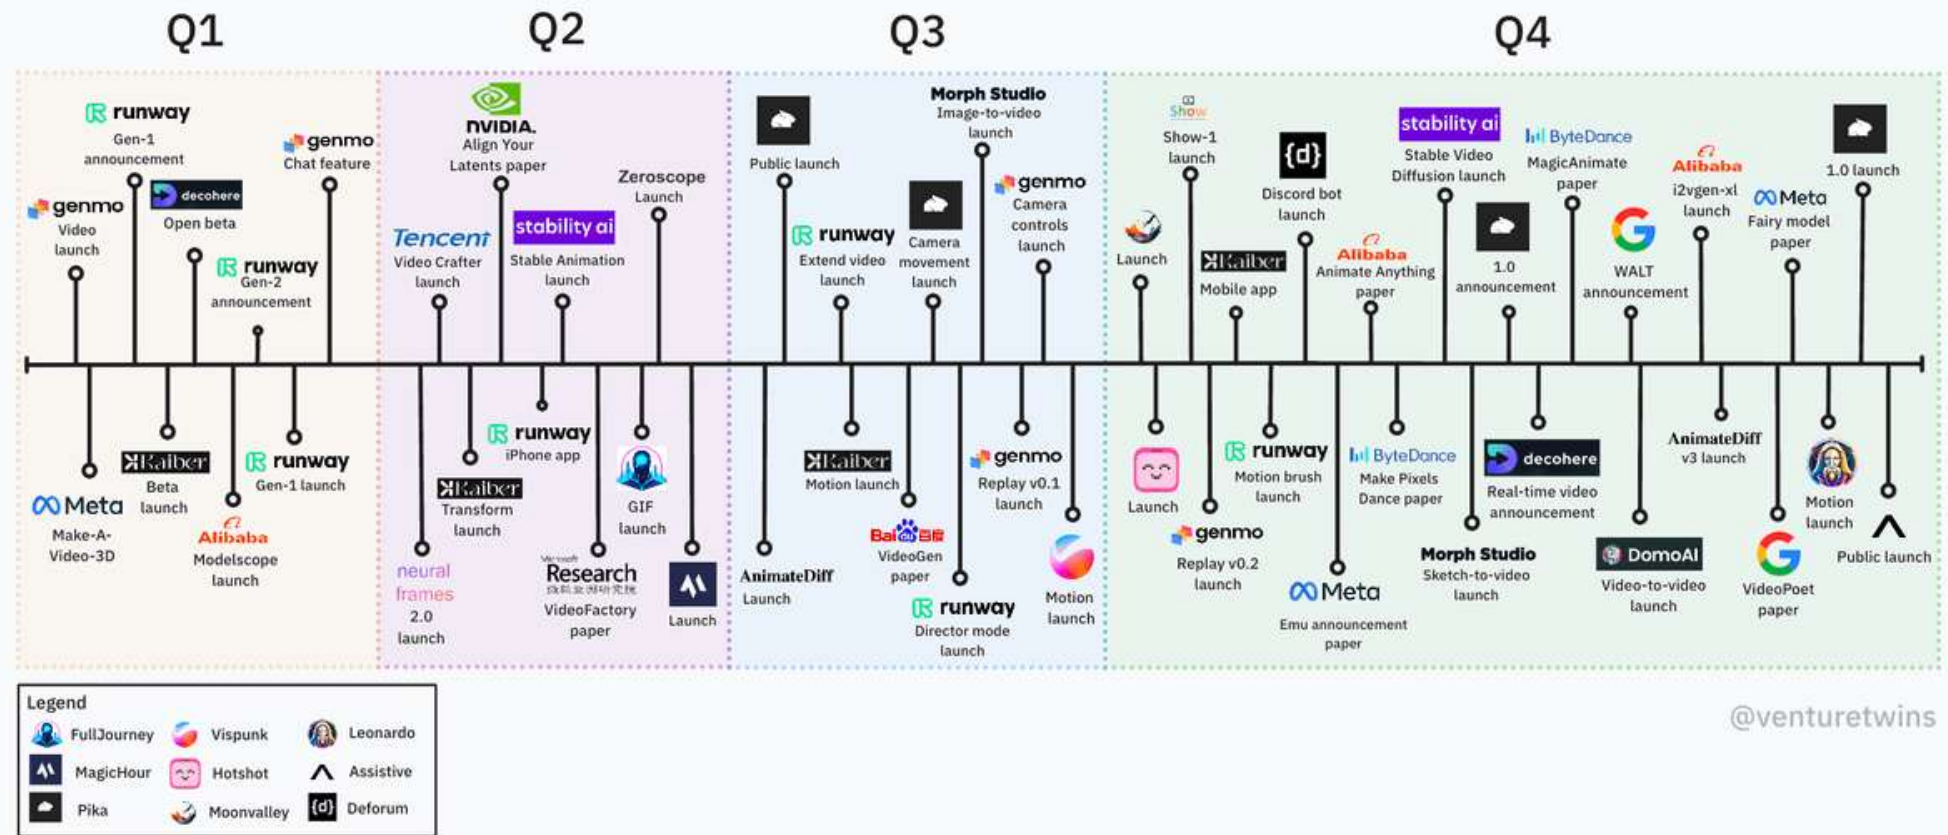 Q1
Q2
Q3
Q4
runway
Gen-1
announcement
genmo
Chat feature
decohere
Open beta
genmo
Video
launch
runway
Gen-2
announcement
Meta
Make-A-
Video-3D
Kaiber
Beta
launch
Alibaba
Modelscope
launch
runway
Gen-1 launch
NVIDIA.
Align Your
Latents paper
Zeroscope
Launch
Tencent
Video Crafter
launch
stability ai
Stable Animation
launch
runway
iPhone app
Kaiber
Transform
launch
neural
frames
2.0
launch
Microsoft
Research
VideoFactory
paper
GIF
launch
Launch
Public launch
Morph Studio
Image-to-video
launch
runway
Extend video
launch
Camera
movement
launch
genmo
Camera
controls
launch
AnimateDiff
Launch
Kaiber
Motion launch
Bai du 百度
VideoGen
paper
runway
Director mode
launch
genmo
Replay v0.1
launch
Motion
launch
Show
Show-1
launch
Launch
Kaiber
Mobile app
{d}
Discord bot
launch
Alibaba
Animate Anything
paper
stability ai
Stable Video
Diffusion launch
1.0
announcement
ByteDance
MagicAnimate
paper
WALT
announcement
Alibaba
i2vgen-xl
launch
Meta
Fairy model
paper
1.0 launch
Launch
genmo
Replay v0.2
launch
runway
Motion brush
launch
Meta
Emu announcement
paper
ByteDance
Make Pixels
Dance paper
Morph Studio
Sketch-to-video
launch
decohere
Real-time video
announcement
DomoAI
Video-to-video
launch
AnimateDiff
v3 launch
VideoPoet
paper
Motion
launch
Public launch
Legend
FullJourney
Vispunk
Leonardo
MagicHour
Hotshot
Assistive
Pika
Moonvalley
{d} Deforum
@venturetwins